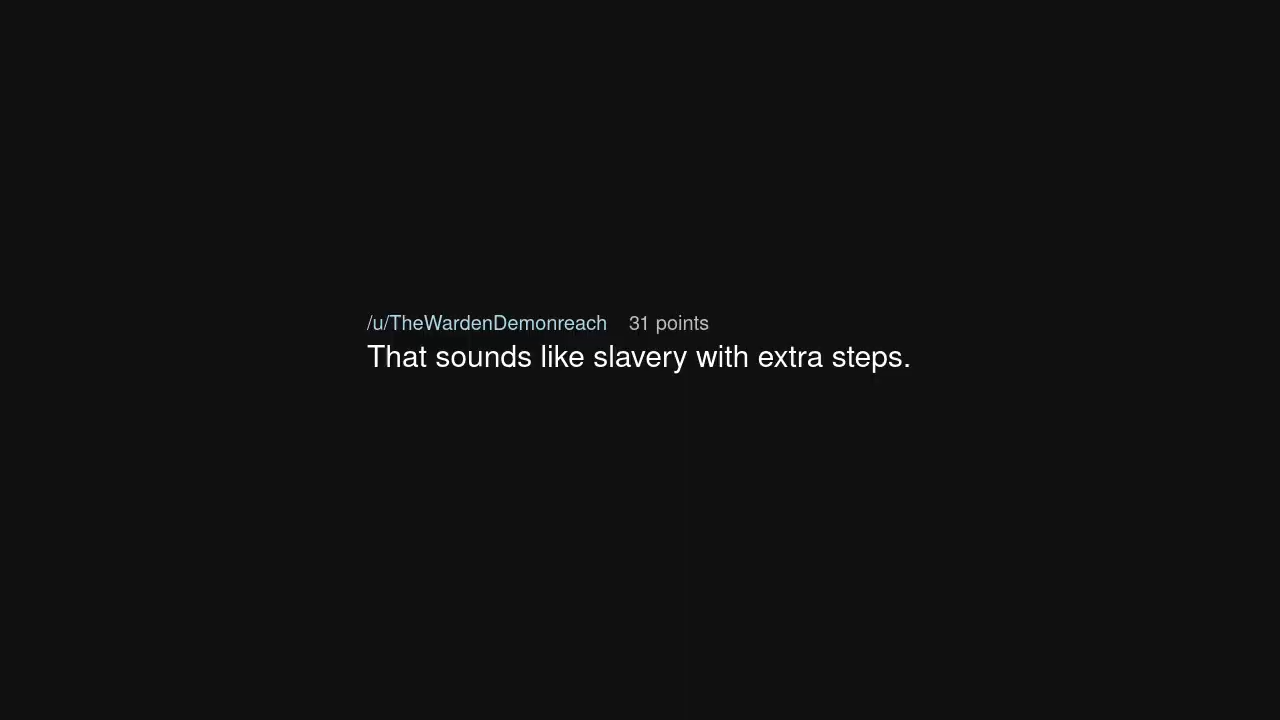 /u/TheWardenDemonreach 31 points
That sounds like slavery with extra steps.